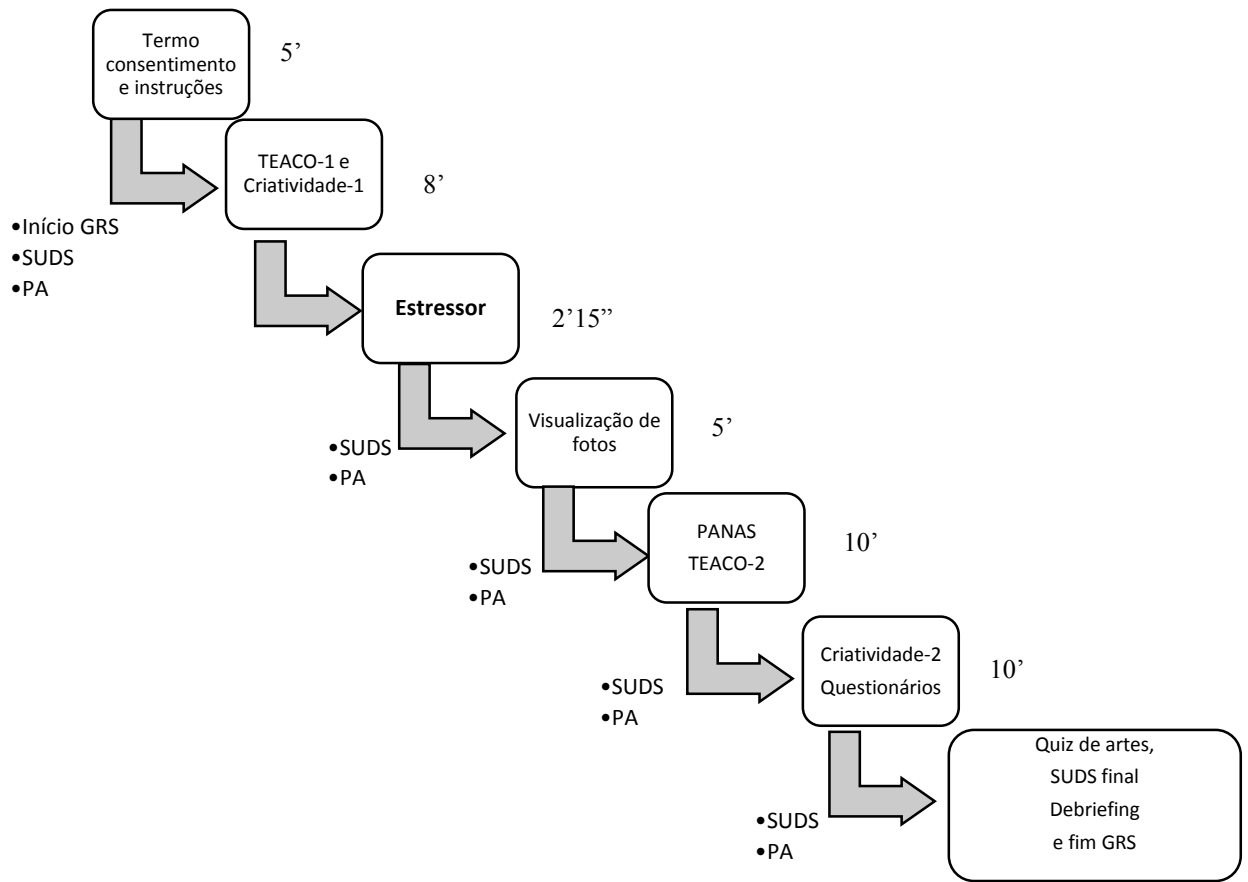 Termo
consentimento
e instruções
5’
•Início GRS
•SUDS
•PA
TEACO-1 e
Criatividade-1
8’
Estressor
2’15”
•SUDS
•PA
Visualização de
fotos
5’
•SUDS
•PA
PANAS
TEACO-2
10’
•SUDS
•PA
Criatividade-2
Questionários
10’
•SUDS
•PA
Quiz de artes,
SUDS final
Debriefing
e fim GRS